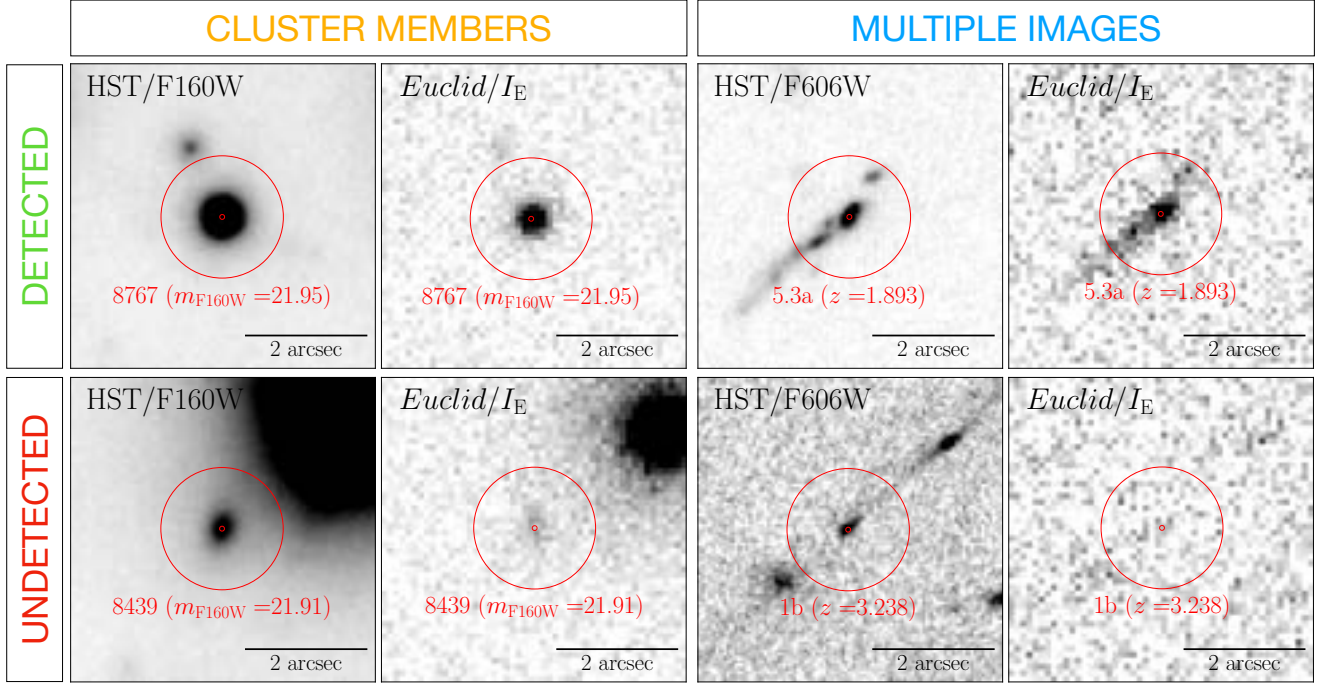 CLUSTER MEMBERS
MULTIPLE IMAGES
DETECTED
HST/F160W
8767 (m_F160W =21.95)
2 arcsec
Euclid/I_E
8767 (m_F160W =21.95)
2 arcsec
HST/F606W
5.3a (z =1.893)
2 arcsec
Euclid/I_E
5.3a (z =1.893)
2 arcsec
UNDETECTED
HST/F160W
8439 (m_F160W =21.91)
2 arcsec
Euclid/I_E
8439 (m_F160W =21.91)
2 arcsec
HST/F606W
1b (z =3.238)
2 arcsec
Euclid/I_E
1b (z =3.238)
2 arcsec